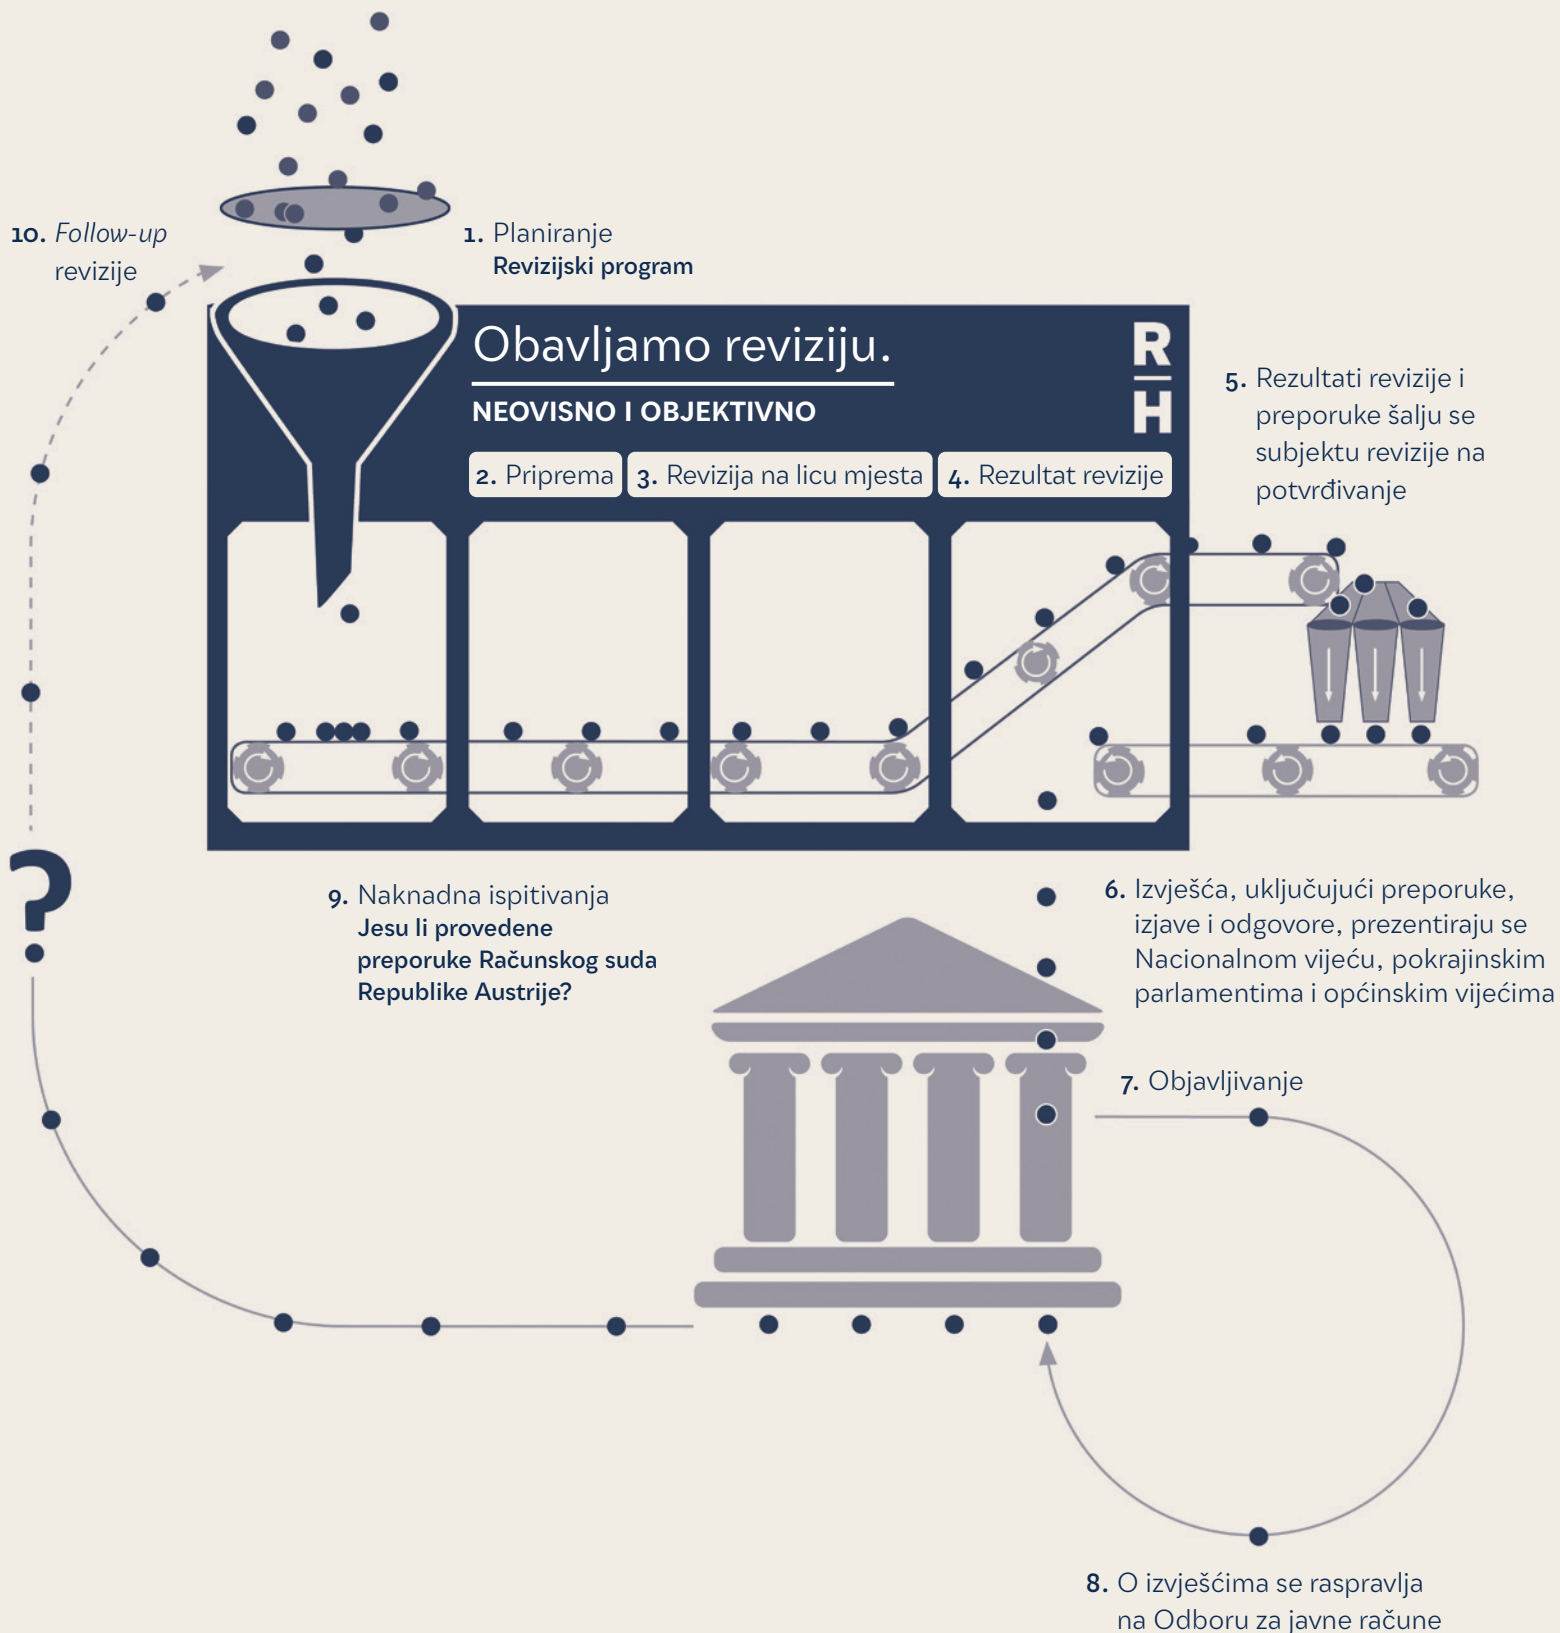 10. Follow-up
revizije
1. Planiranje
Revizijski program
Obavljamo reviziju.
NEOVISNO I OBJEKTIVNO
R
H
2. Priprema
3. Revizija na licu mjesta
4. Rezultat revizije
5. Rezultati revizije i
preporuke šalju se
subjektu revizije na
potvrđivanje
?
9. Naknadna ispitivanja
Jesu li provedene
preporuke Računskog suda
Republike Austrije?
6. Izvješća, uključujući preporuke,
izjave i odgovore, prezentiraju se
Nacionalnom vijeću, pokrajinskim
parlamentima i općinskim vijećima
7. Objavljivanje
8. O izvješćima se raspravlja
na Odboru za javne račune